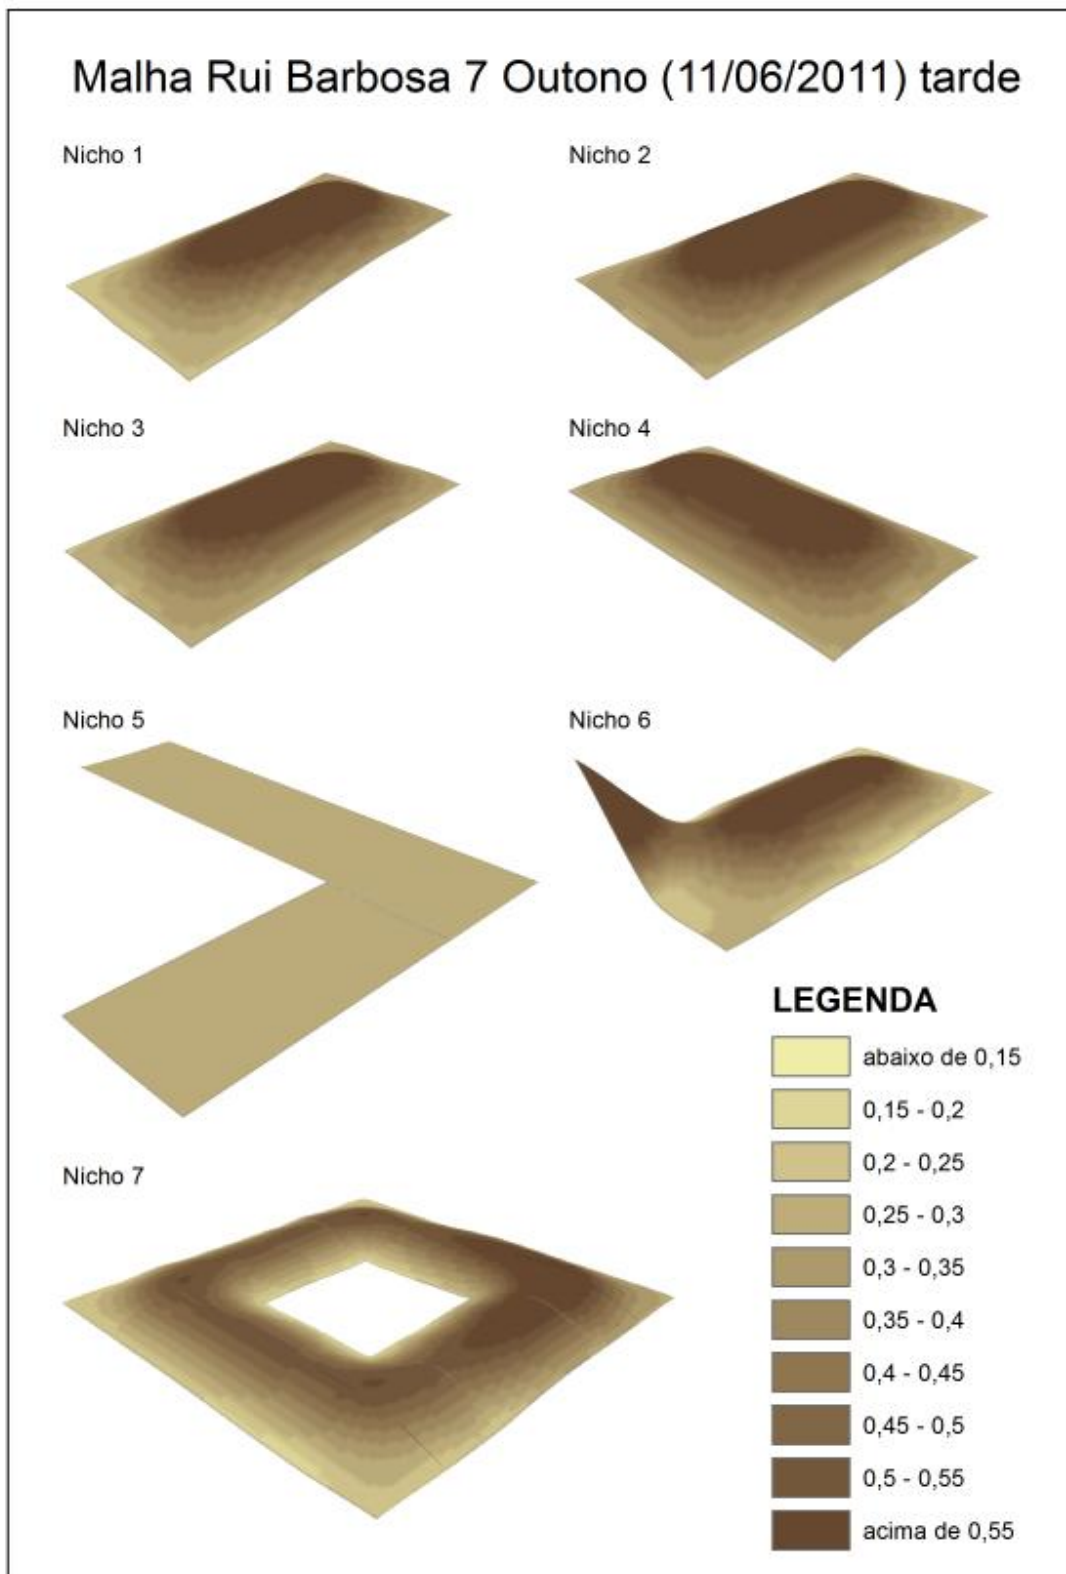 Malha Rui Barbosa 7 Outono (11/06/2011) tarde
Nicho 1
Nicho 2
Nicho 3
Nicho 4
Nicho 5
Nicho 6
Nicho 7
LEGENDA
abaixo de 0,15
0,15 - 0,2
0,2 - 0,25
0,25 - 0,3
0,3 - 0,35
0,35 - 0,4
0,4 - 0,45
0,45 - 0,5
0,5 - 0,55
acima de 0,55